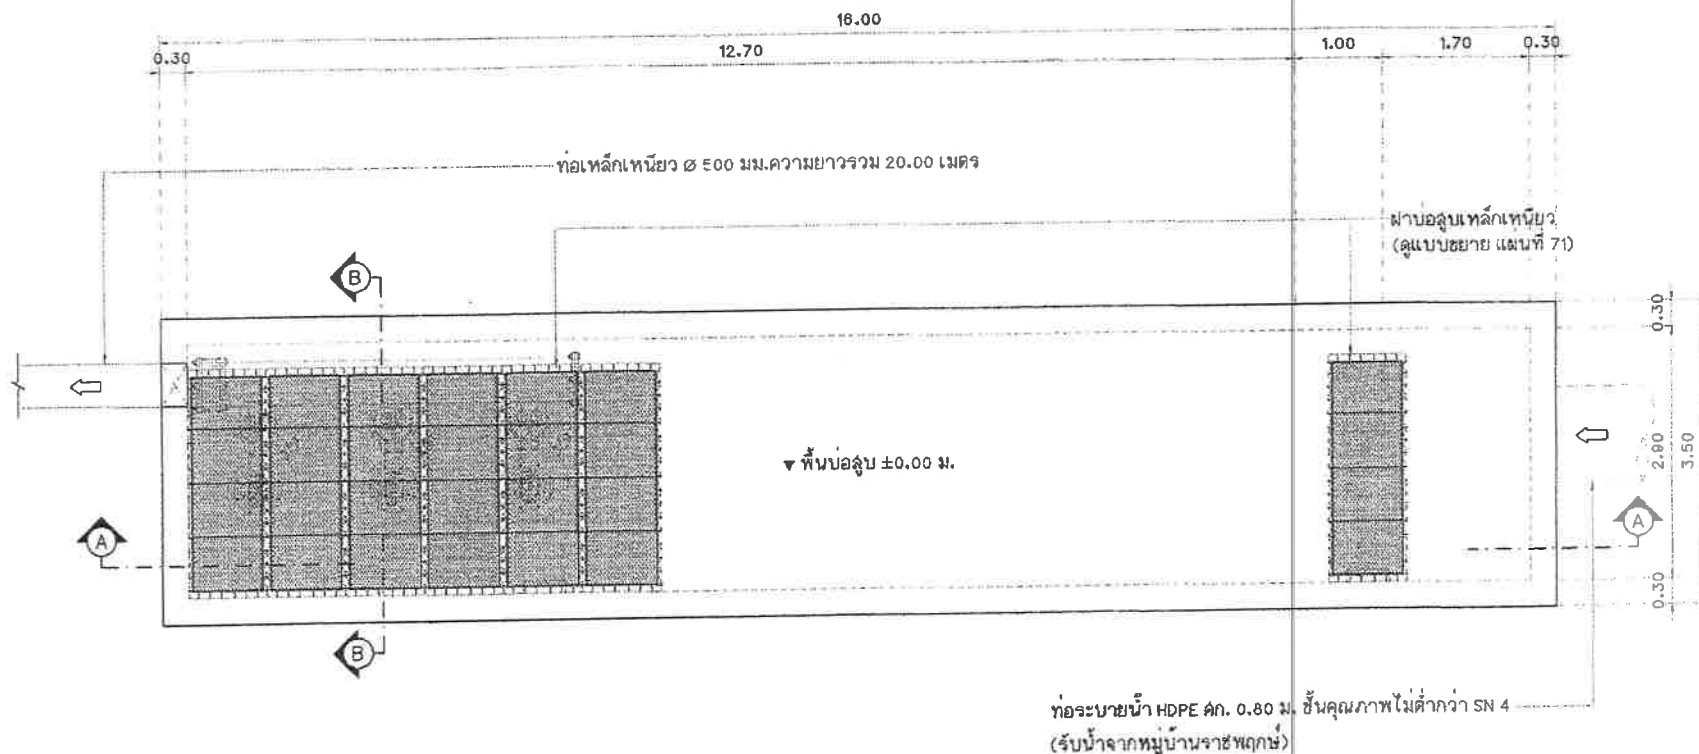 16.00
0.30
12.70
1.00
1.70
0.30
ท่อเหล็กเหนียว Ø 500 มม.ความยาวรวม 20.00 เมตร
ฝาบ่อสูบเหล็กเหนียว
(ดูแบบขยาย แผ่นที่ 71)
B
0.30
▼ พื้นบ่อสูบ ±0.00 ม.
2.90
3.50
A
A
0.30
B
ท่อระบายน้ำ HDPE ศก. 0.80 ม. ชั้นคุณภาพไม่ต่ำกว่า SN 4
(รับน้ำจากหมู่บ้านราชพฤกษ์)